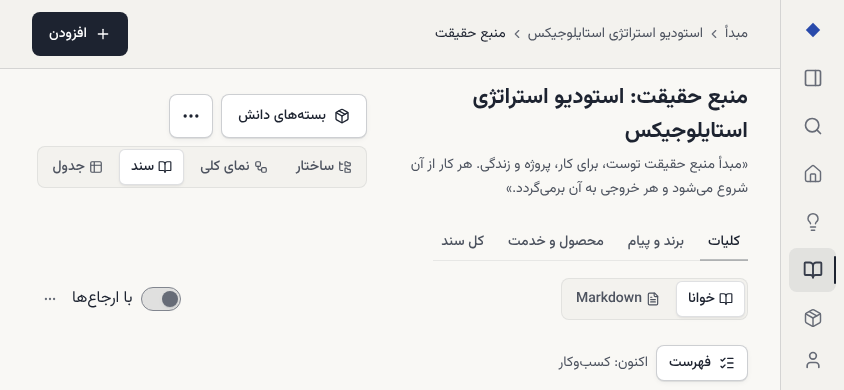 مبدأ › استودیو استراتژی استایلوجیکس › منبع حقیقت
افزودن
منبع حقیقت: استودیو استراتژی
استایلوجیکس
«مبدأ منبع حقیقت توست، برای کار، پروژه و زندگی. هر کار از آن
شروع می‌شود و هر خروجی به آن برمی‌گردد.»
بسته‌های دانش
ساختار
نمای کلی
سند
جدول
کلیات
برند و پیام
محصول و خدمت
کل سند
خوانا
Markdown
با ارجاع‌ها
فهرست
اکنون: کسب‌وکار